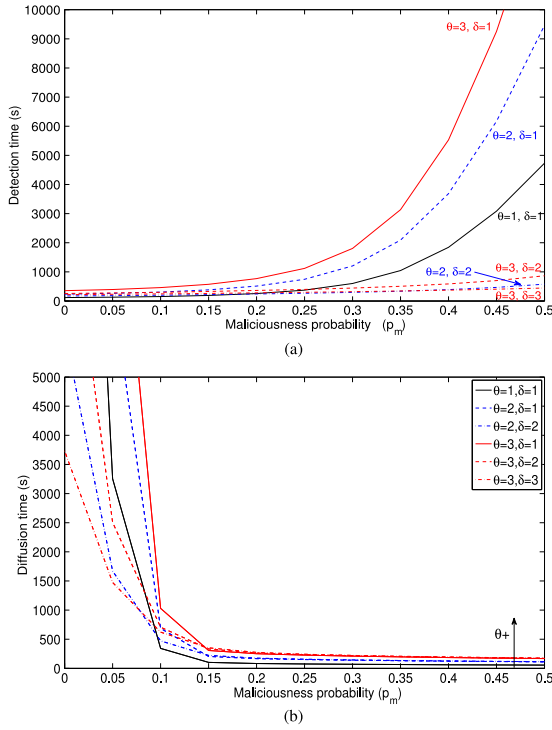 10000
9000
8000
7000
6000
5000
4000
3000
2000
1000
0
Detection time (s)
θ=3, δ=1
θ=2, δ=1
θ=1, δ=1
θ=2, δ=2
θ=3, δ=2
θ=3, δ=3
0 0.05 0.1 0.15 0.2 0.25 0.3 0.35 0.4 0.45 0.5
Maliciousness probability (pm)
(a)
5000
4500
4000
3500
3000
2500
2000
1500
1000
500
0
Diffusion time (s)
θ=1,δ=1
θ=2,δ=1
θ=2,δ=2
θ=3,δ=1
θ=3,δ=2
θ=3,δ=3
θ+
0 0.05 0.1 0.15 0.2 0.25 0.3 0.35 0.4 0.45 0.5
Maliciousness probability (pm)
(b)